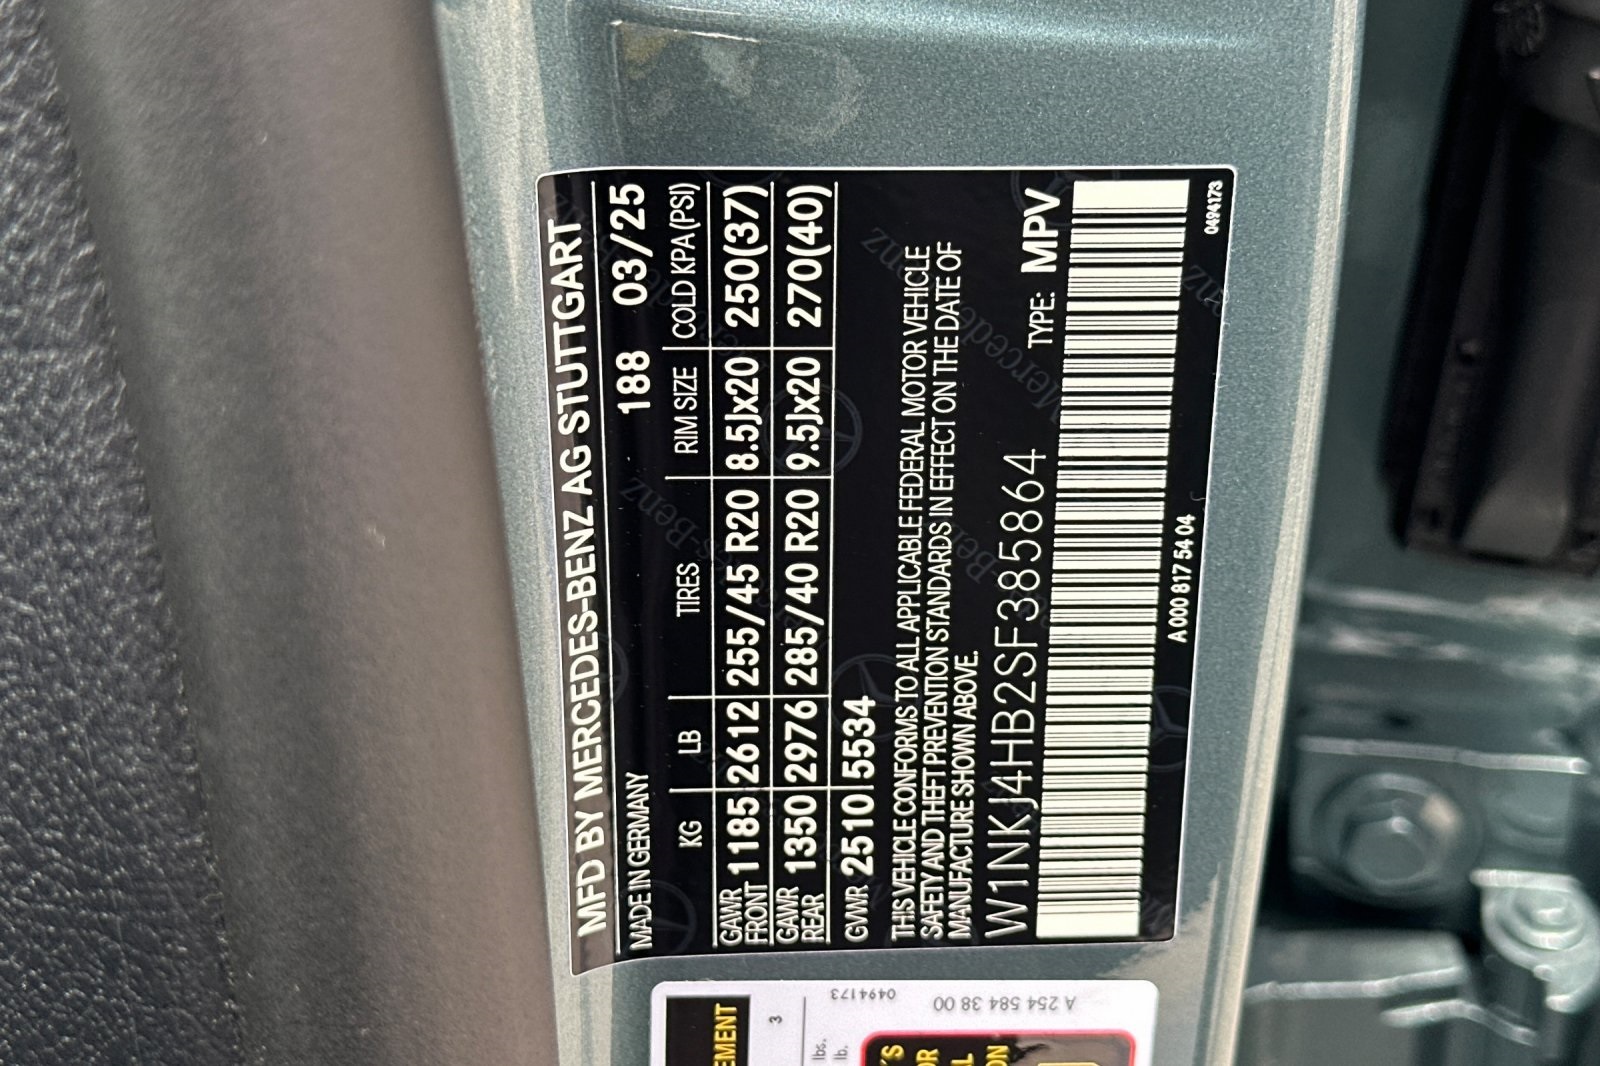 MFD BY MERCEDES-BENZ AG STUTTGART
MADE IN GERMANY 188 03/25
KG LB TIRES RIM SIZE COLD KPA (PSI)
GAWR FRONT 1185 2612 255/45 R20 8.5Jx20 250(37)
GAWR REAR 1350 2976 285/40 R20 9.5Jx20 270(40)
GVWR 2510 5534
THIS VEHICLE CONFORMS TO ALL APPLICABLE FEDERAL MOTOR VEHICLE
SAFETY AND THEFT PREVENTION STANDARDS IN EFFECT ON THE DATE OF
MANUFACTURE SHOWN ABOVE.
W1NKJ4HB2SF385864 TYPE: MPV
A 000 817 54 04 0494173
A 254 584 38 00 0494173
EMENT
3
lbs.
lb.